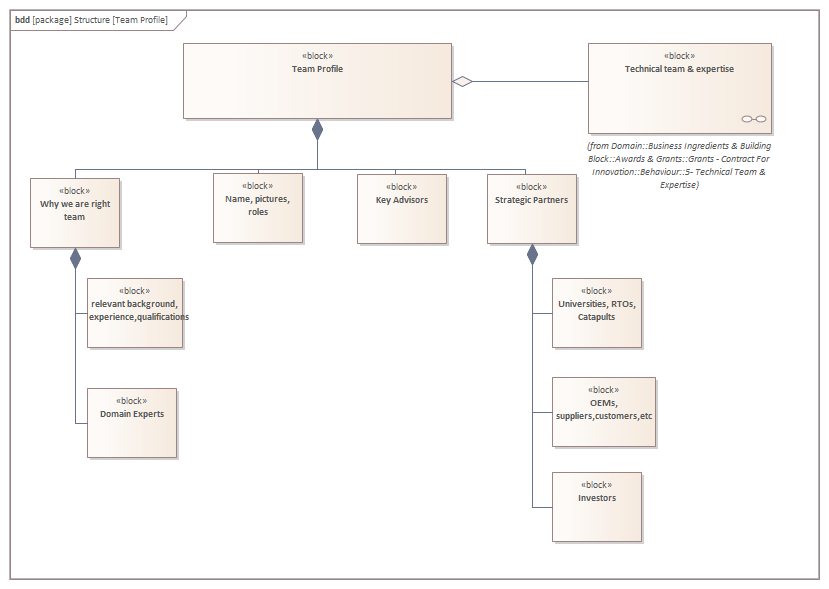 bdd [package] Structure [Team Profile]
«block»
Team Profile
«block»
Technical team & expertise
(from Domain::Business Ingredients & Building
Block::Awards & Grants::Grants - Contract For
Innovation::Behaviour::5- Technical Team &
Expertise)
«block»
Why we are right
team
«block»
Name, pictures,
roles
«block»
Key Advisors
«block»
Strategic Partners
«block»
relevant background,
experience,qualifications
«block»
Domain Experts
«block»
Universities, RTOs,
Catapults
«block»
OEMs,
suppliers,customers,etc
«block»
Investors